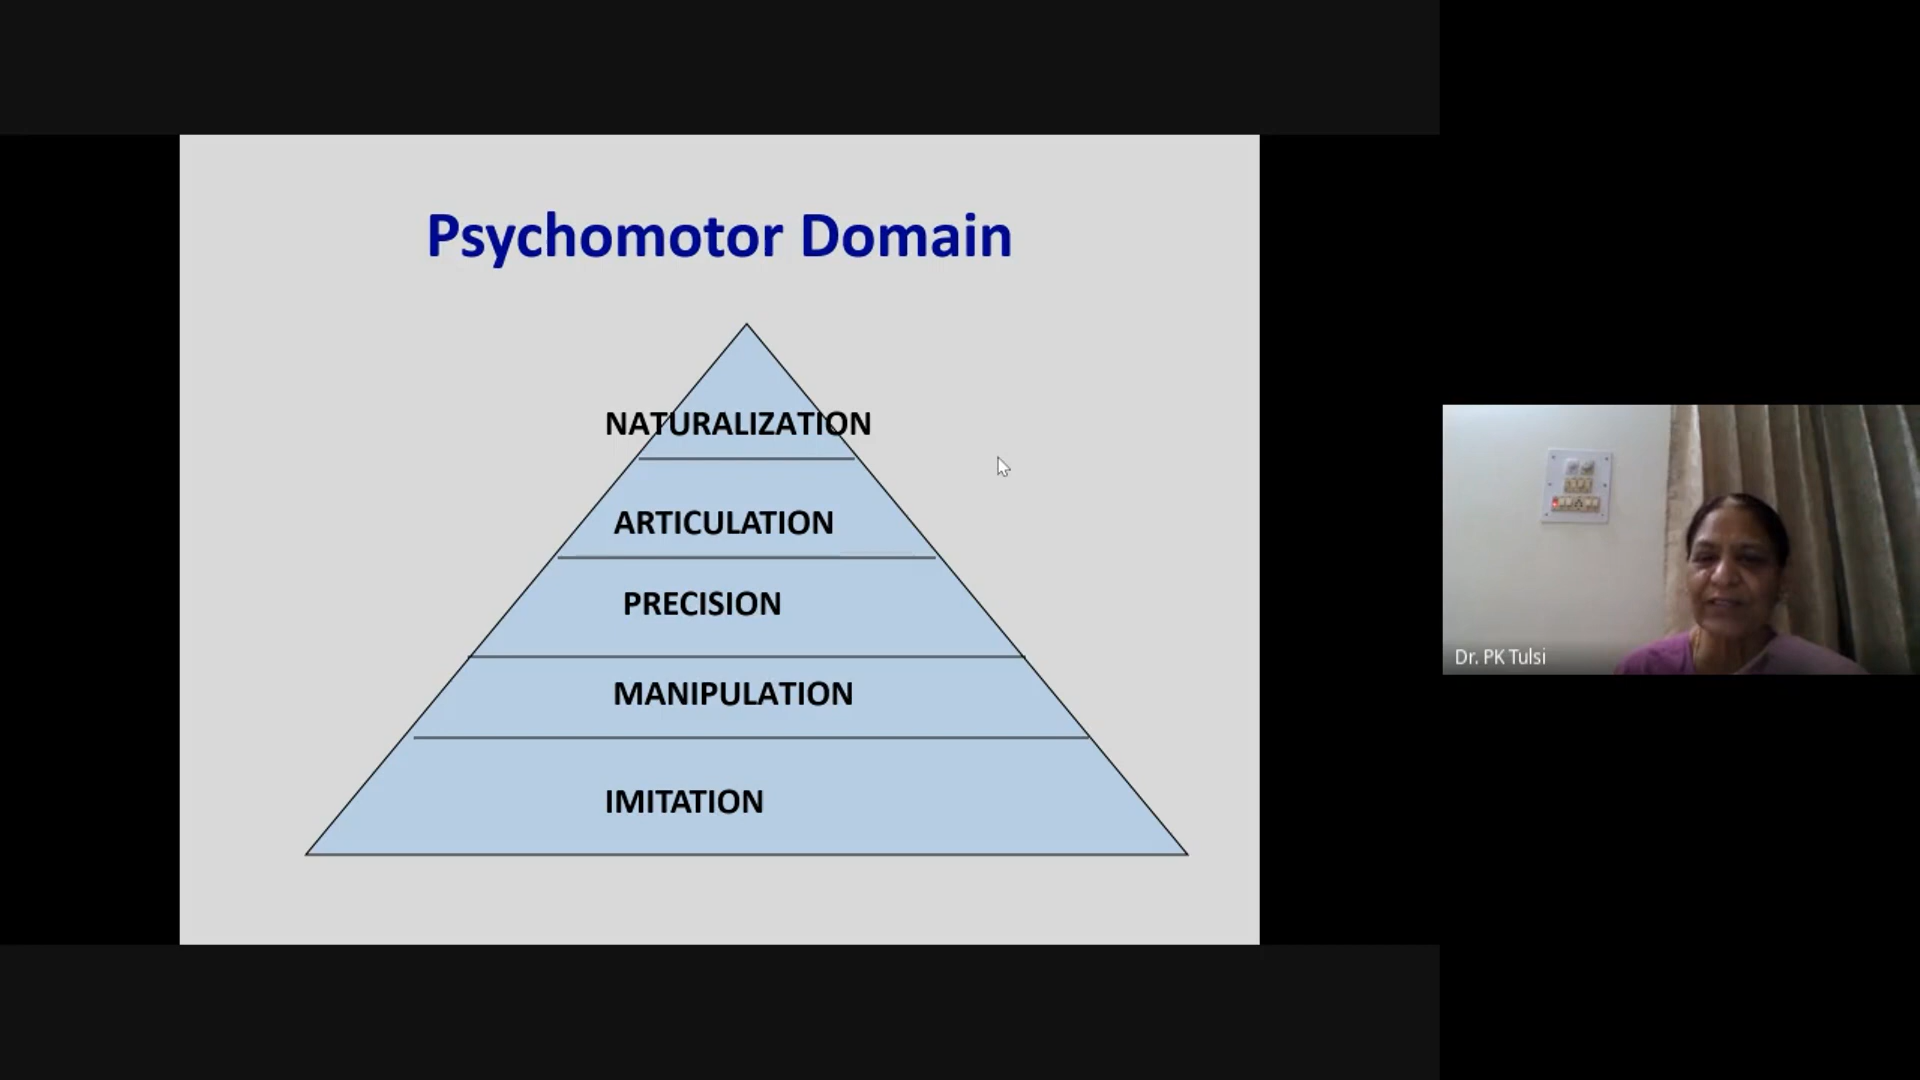 Psychomotor Domain
NATURALIZATION
ARTICULATION
PRECISION
MANIPULATION
IMITATION
Dr. PK Tulsi